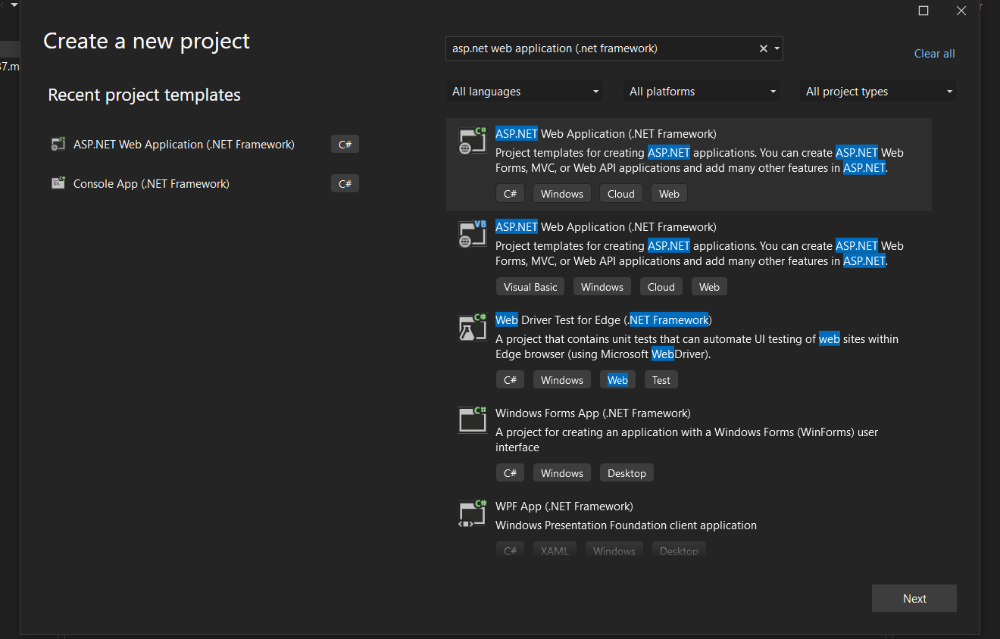 Create a new project
asp.net web application (.net framework)
Clear all
37.m
Recent project templates
All languages
All platforms
All project types
ASP.NET Web Application (.NET Framework)
C#
Console App (.NET Framework)
C#
C#
ASP.NET Web Application (.NET Framework)
Project templates for creating ASP.NET applications. You can create ASP.NET Web
Forms, MVC, or Web API applications and add many other features in ASP.NET.
C# Windows Cloud Web
VB
ASP.NET Web Application (.NET Framework)
Project templates for creating ASP.NET applications. You can create ASP.NET Web
Forms, MVC, or Web API applications and add many other features in ASP.NET.
Visual Basic Windows Cloud Web
C#
Web Driver Test for Edge (.NET Framework)
A project that contains unit tests that can automate UI testing of web sites within
Edge browser (using Microsoft WebDriver).
C# Windows Web Test
C#
Windows Forms App (.NET Framework)
A project for creating an application with a Windows Forms (WinForms) user
interface
C# Windows Desktop
C#
WPF App (.NET Framework)
Windows Presentation Foundation client application
C# XAML Windows Desktop
Next